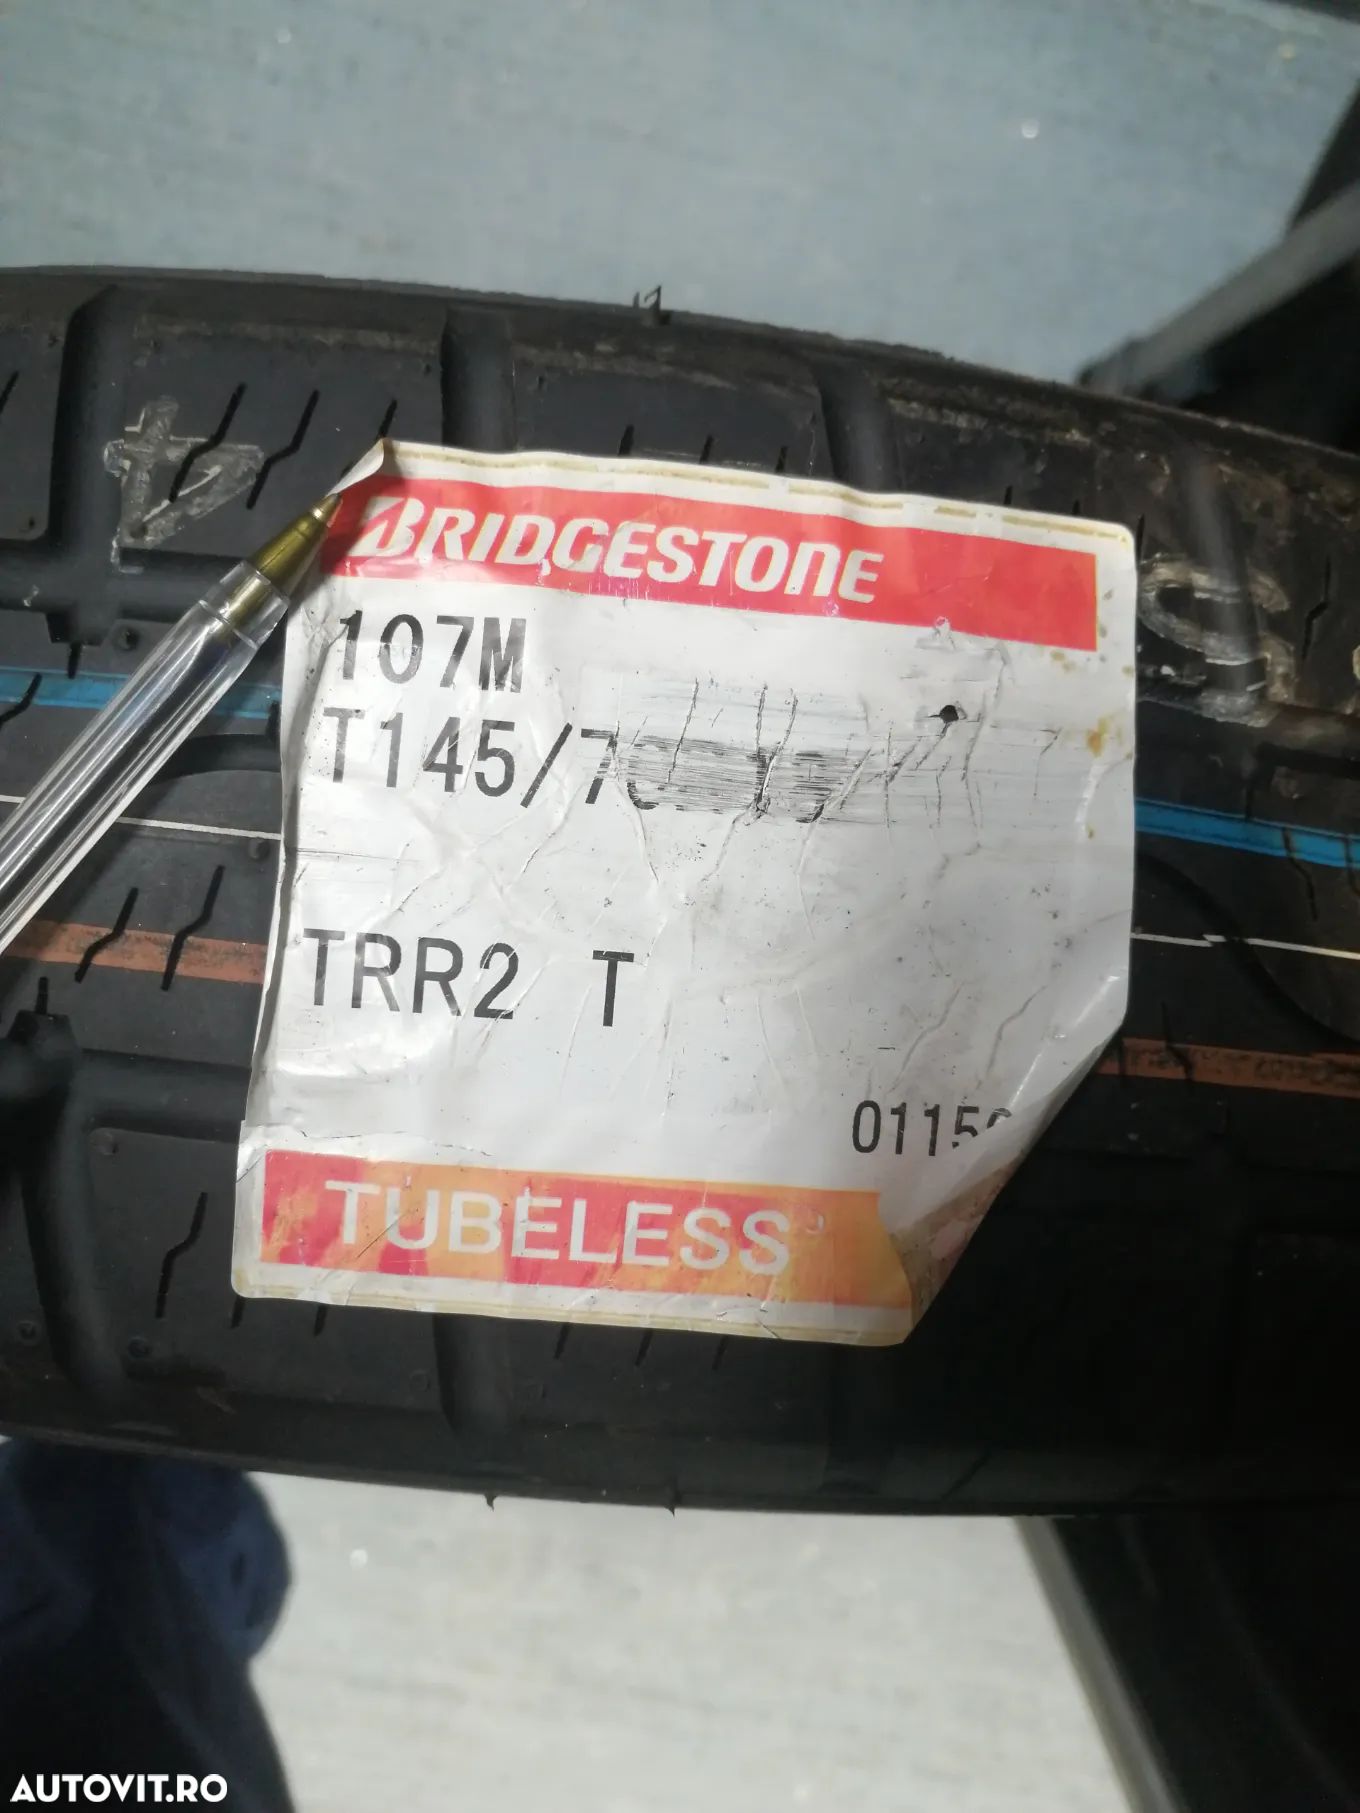 BRIDGESTONE
107M
T145/7
TRR2 T
0115
TUBELESS
AUTOVIT.RO